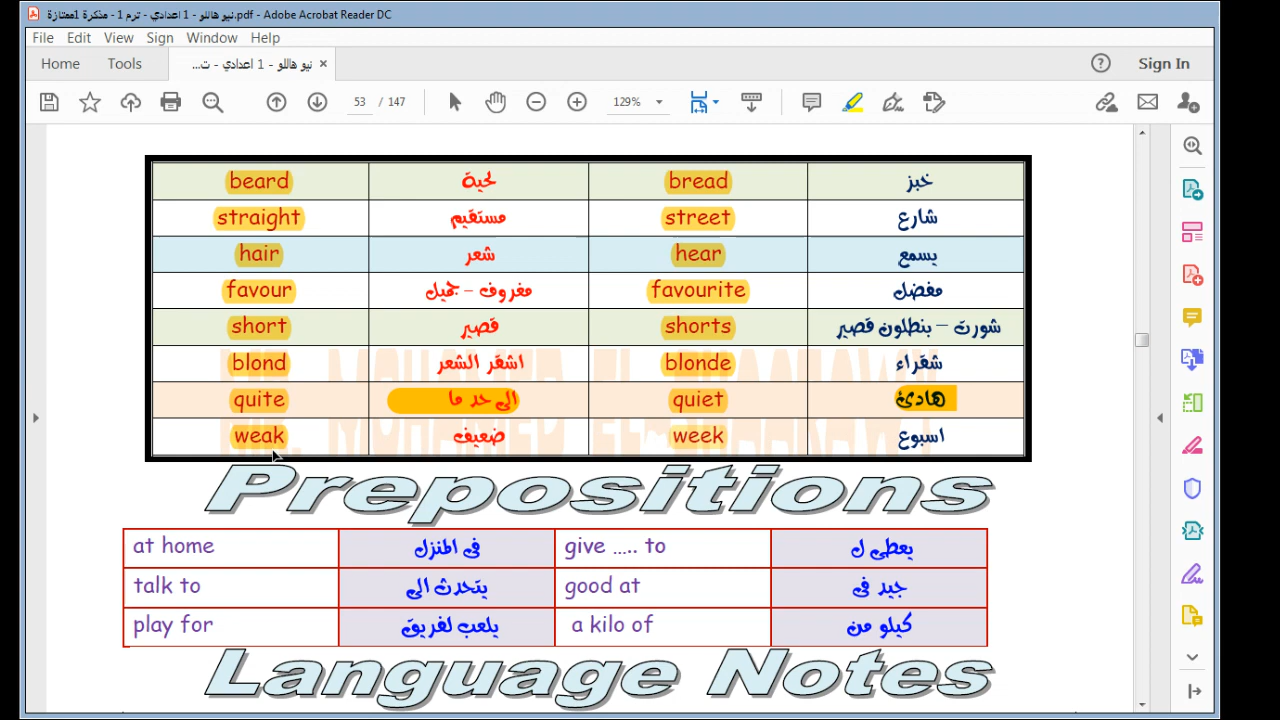 نيو هاللو - 1 اعدادي - ترم 1 - مذكرة 1ممتازة.pdf - Adobe Acrobat Reader DC
File Edit View Sign Window Help
Home Tools نيو هاللو - 1 اعدادي - ت... × ? Sign In
53 / 147 129%
beard لحية bread خبز
straight مستقيم street شارع
hair شعر hear يسمع
favour مغروف – جميل favourite مفضل
short قصير shorts شورت – بنطلون قصير
blond اشقر الشعر blonde شقراء
quite الى حد ما quiet هادئ
weak ضعيف week اسبوع
Prepositions
at home فى المنزل give ..... to يعطى ل
talk to يتحدث الى good at جيد فى
play for يلعب لفريق a kilo of كيلو من
Language Notes